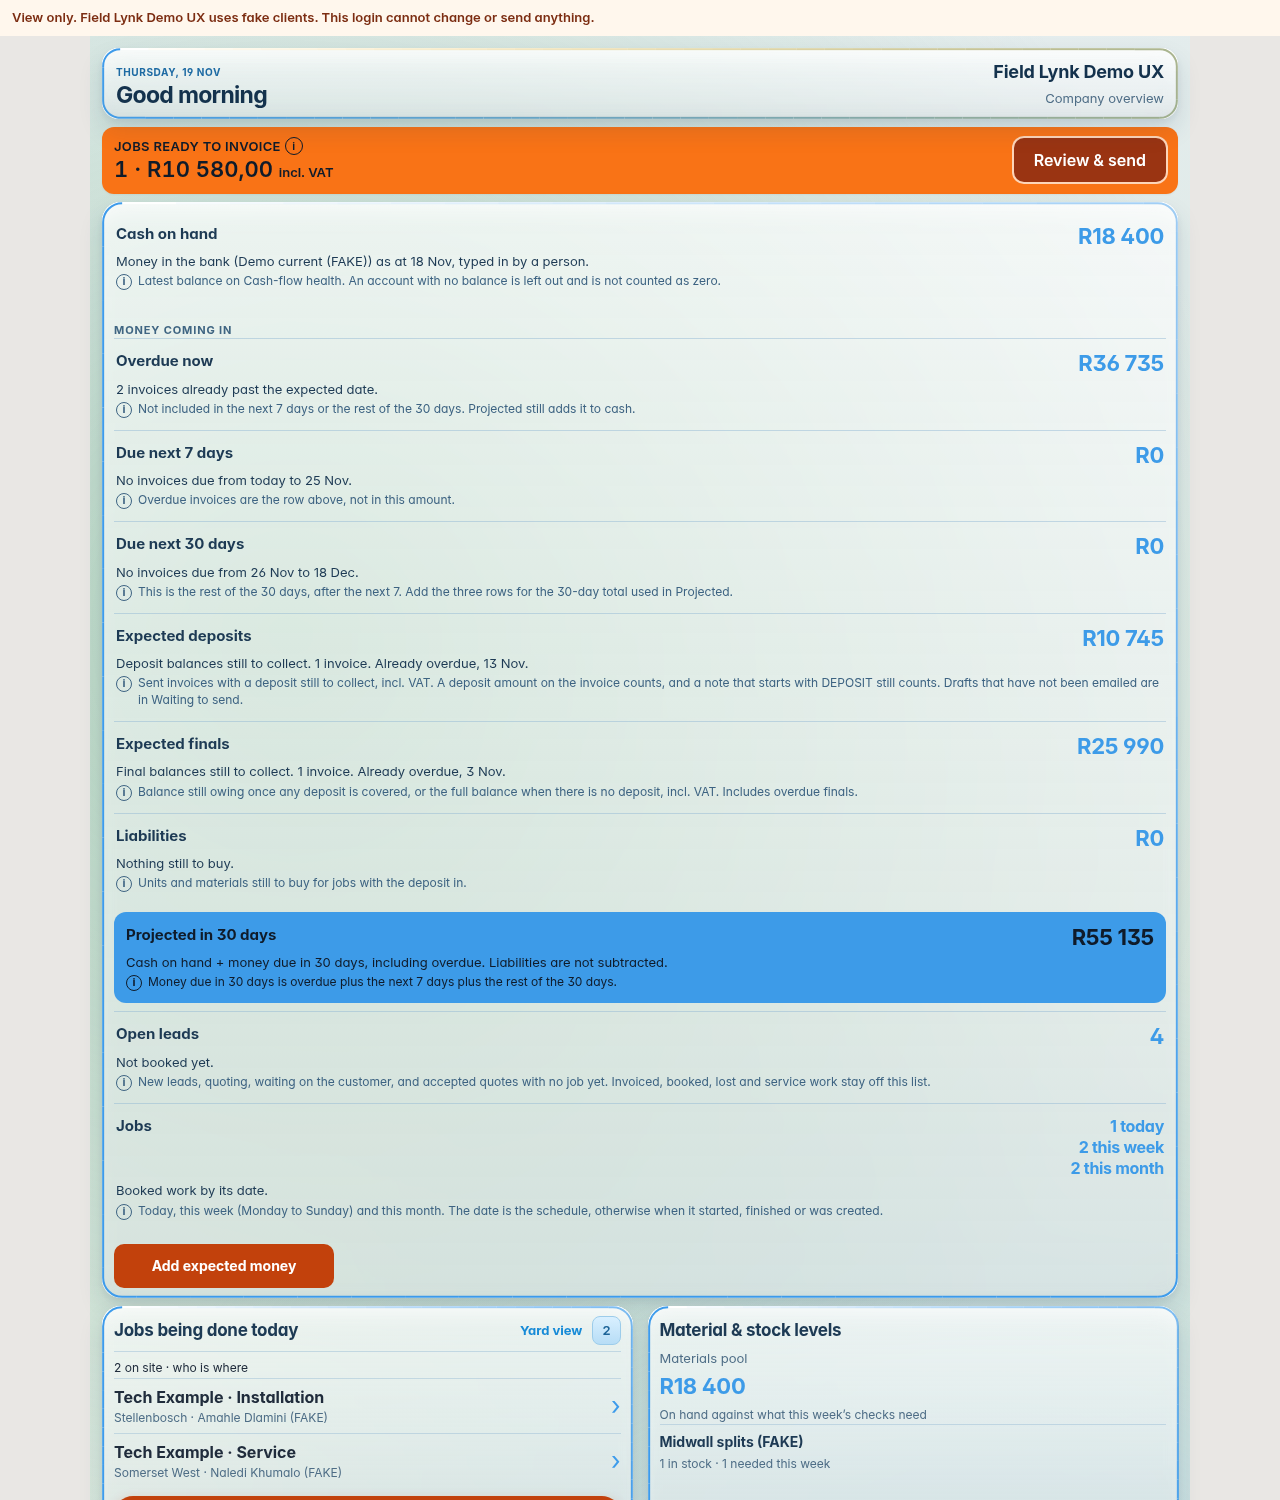 View only. Field Lynk Demo UX uses fake clients. This login cannot change or send anything.
THURSDAY, 19 NOV
Good morning
Field Lynk Demo UX
Company overview
JOBS READY TO INVOICE i
1 · R10 580,00 incl. VAT
Review & send
Cash on hand
R18 400
Money in the bank (Demo current (FAKE)) as at 18 Nov, typed in by a person.
i Latest balance on Cash-flow health. An account with no balance is left out and is not counted as zero.
MONEY COMING IN
Overdue now
R36 735
2 invoices already past the expected date.
i Not included in the next 7 days or the rest of the 30 days. Projected still adds it to cash.
Due next 7 days
R0
No invoices due from today to 25 Nov.
i Overdue invoices are the row above, not in this amount.
Due next 30 days
R0
No invoices due from 26 Nov to 18 Dec.
i This is the rest of the 30 days, after the next 7. Add the three rows for the 30-day total used in Projected.
Expected deposits
R10 745
Deposit balances still to collect. 1 invoice. Already overdue, 13 Nov.
i Sent invoices with a deposit still to collect, incl. VAT. A deposit amount on the invoice counts, and a note that starts with DEPOSIT still counts. Drafts that have not been emailed are
in Waiting to send.
Expected finals
R25 990
Final balances still to collect. 1 invoice. Already overdue, 3 Nov.
i Balance still owing once any deposit is covered, or the full balance when there is no deposit, incl. VAT. Includes overdue finals.
Liabilities
R0
Nothing still to buy.
i Units and materials still to buy for jobs with the deposit in.
Projected in 30 days
R55 135
Cash on hand + money due in 30 days, including overdue. Liabilities are not subtracted.
i Money due in 30 days is overdue plus the next 7 days plus the rest of the 30 days.
Open leads
4
Not booked yet.
i New leads, quoting, waiting on the customer, and accepted quotes with no job yet. Invoiced, booked, lost and service work stay off this list.
Jobs
1 today
2 this week
2 this month
Booked work by its date.
i Today, this week (Monday to Sunday) and this month. The date is the schedule, otherwise when it started, finished or was created.
Add expected money
Jobs being done today
Yard view 2
2 on site · who is where
Tech Example · Installation
Stellenbosch · Amahle Dlamini (FAKE)
Tech Example · Service
Somerset West · Naledi Khumalo (FAKE)
Material & stock levels
Materials pool
R18 400
On hand against what this week's checks need
Midwall splits (FAKE)
1 in stock · 1 needed this week